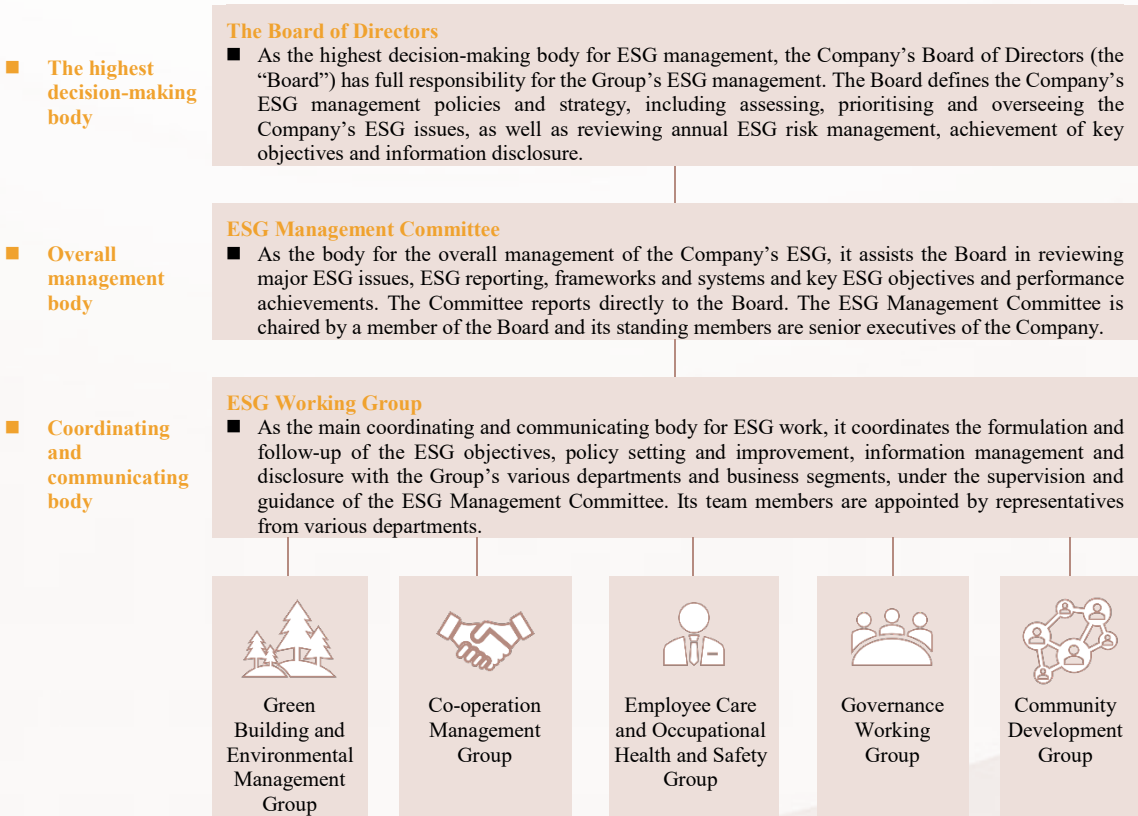 ■ The highest
decision-making
body
The Board of Directors
■ As the highest decision-making body for ESG management, the Company’s Board of Directors (the
“Board”) has full responsibility for the Group’s ESG management. The Board defines the Company’s
ESG management policies and strategy, including assessing, prioritising and overseeing the
Company’s ESG issues, as well as reviewing annual ESG risk management, achievement of key
objectives and information disclosure.
■ Overall
management
body
ESG Management Committee
■ As the body for the overall management of the Company’s ESG, it assists the Board in reviewing
major ESG issues, ESG reporting, frameworks and systems and key ESG objectives and performance
achievements. The Committee reports directly to the Board. The ESG Management Committee is
chaired by a member of the Board and its standing members are senior executives of the Company.
■ Coordinating
and
communicating
body
ESG Working Group
■ As the main coordinating and communicating body for ESG work, it coordinates the formulation and
follow-up of the ESG objectives, policy setting and improvement, information management and
disclosure with the Group’s various departments and business segments, under the supervision and
guidance of the ESG Management Committee. Its team members are appointed by representatives
from various departments.
Green
Building and
Environmental
Management
Group
Co-operation
Management
Group
Employee Care
and Occupational
Health and Safety
Group
Governance
Working
Group
Community
Development
Group